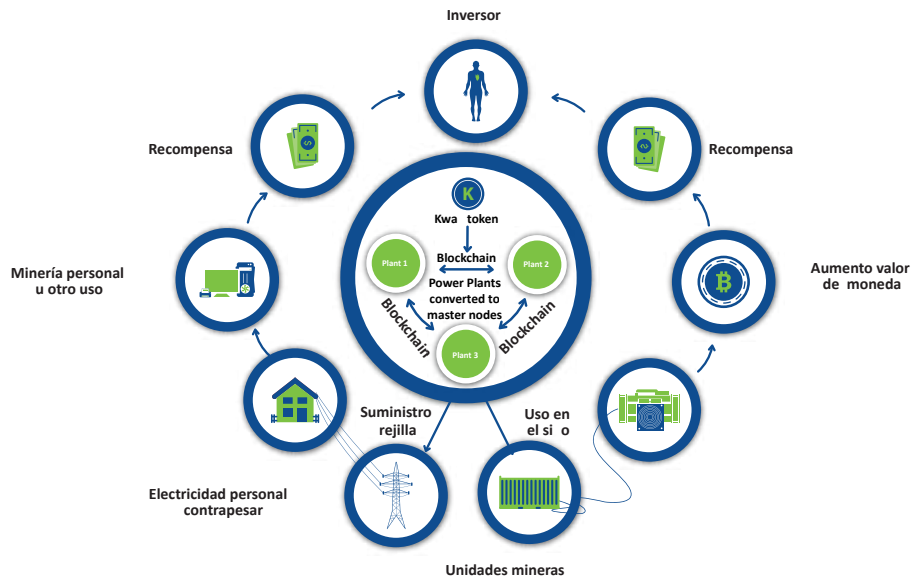 Inversor
Recompensa
Recompensa
K
Kwa token
Blockchain
Plant 1
Plant 2
Power Plants
converted to
master nodes
Blockchain
Blockchain
Plant 3
Minería personal
u otro uso
Aumento valor
de moneda
Suministro
rejilla
Uso en
el si o
Electricidad personal
contrapesar
Unidades mineras